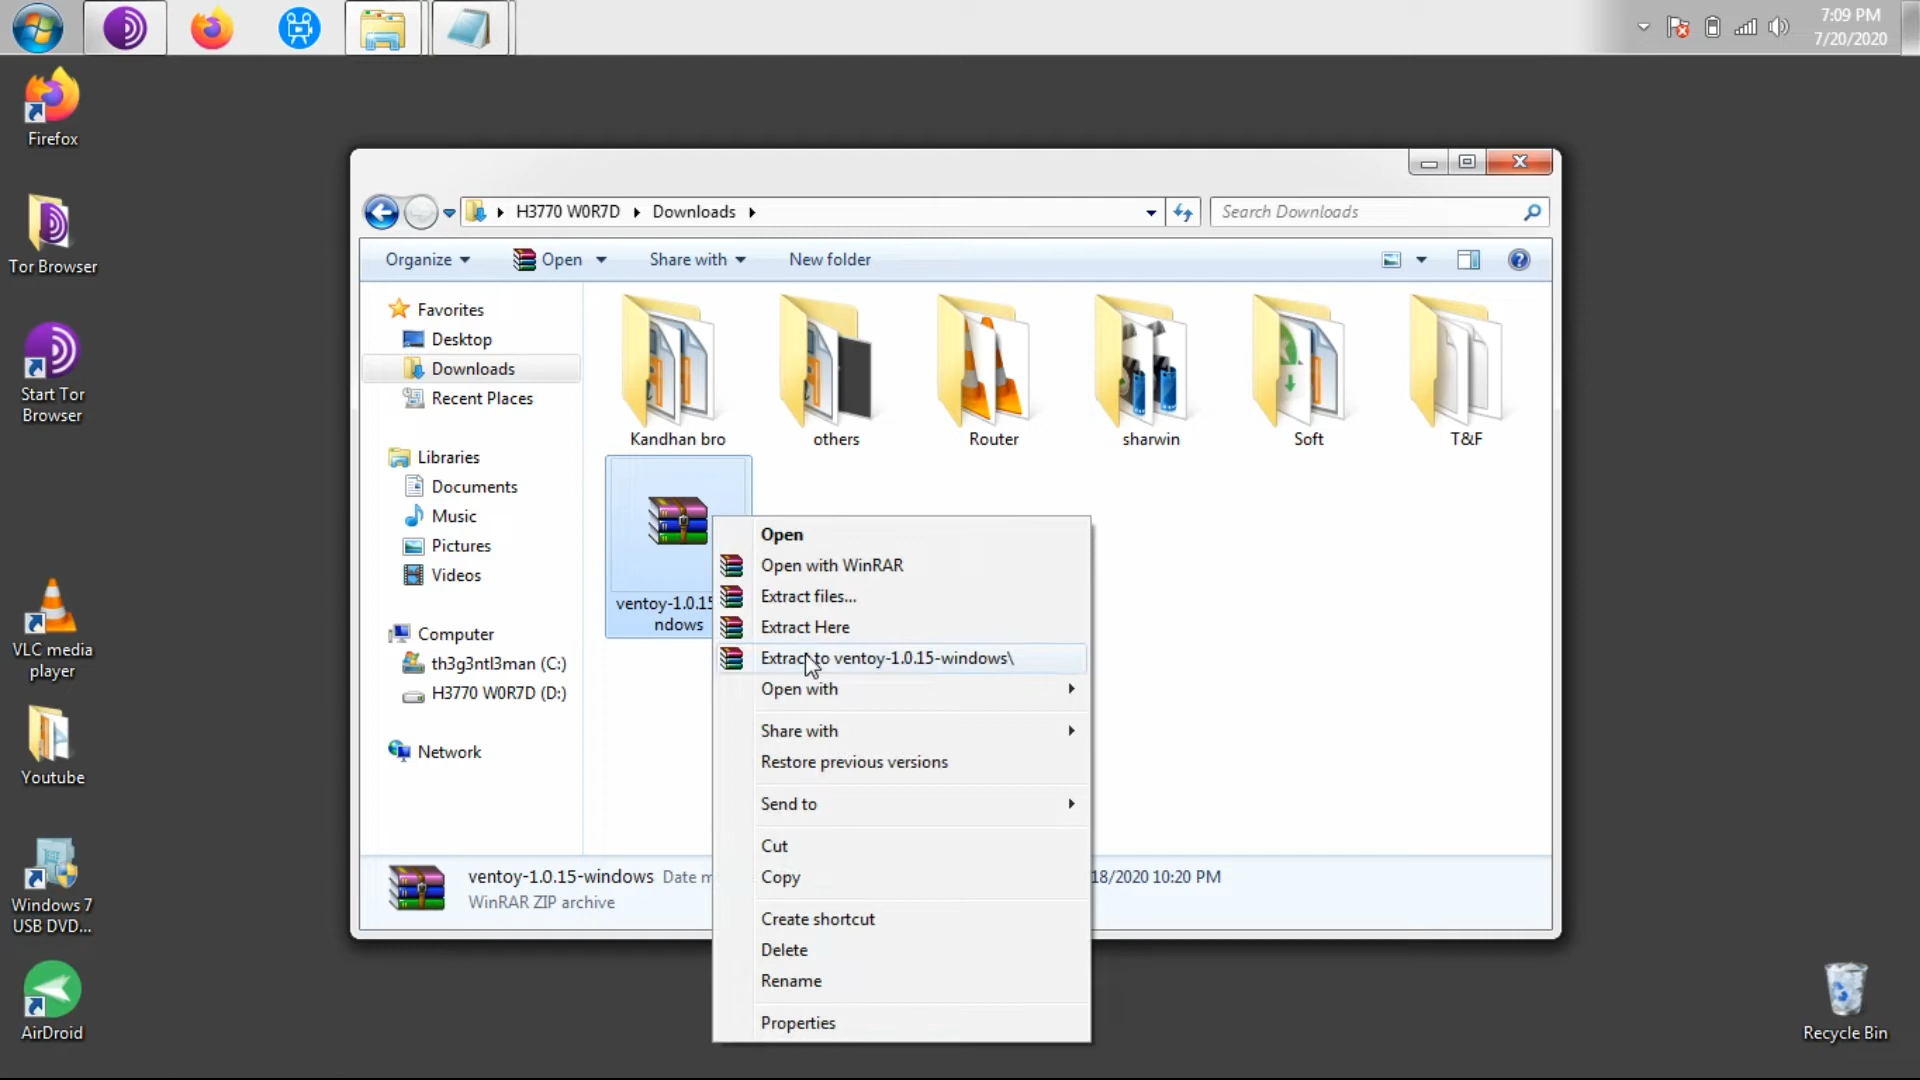 7:09 PM
7/20/2020
Firefox
Tor Browser
Start Tor
Browser
VLC media
player
Youtube
Windows 7
USB DVD...
AirDroid
Recycle Bin
H3770 W0R7D
Downloads
Search Downloads
Organize
Open
Share with
New folder
Favorites
Desktop
Downloads
Recent Places
Libraries
Documents
Music
Pictures
Videos
Computer
th3g3ntl3man (C:)
H3770 W0R7D (D:)
Network
Kandhan bro
others
Router
sharwin
Soft
T&F
ventoy-1.0.15
ndows
Open
Open with WinRAR
Extract files...
Extract Here
Extract to ventoy-1.0.15-windows\
Open with
Share with
Restore previous versions
Send to
Cut
Copy
Create shortcut
Delete
Rename
Properties
ventoy-1.0.15-windows Date m
18/2020 10:20 PM
WinRAR ZIP archive